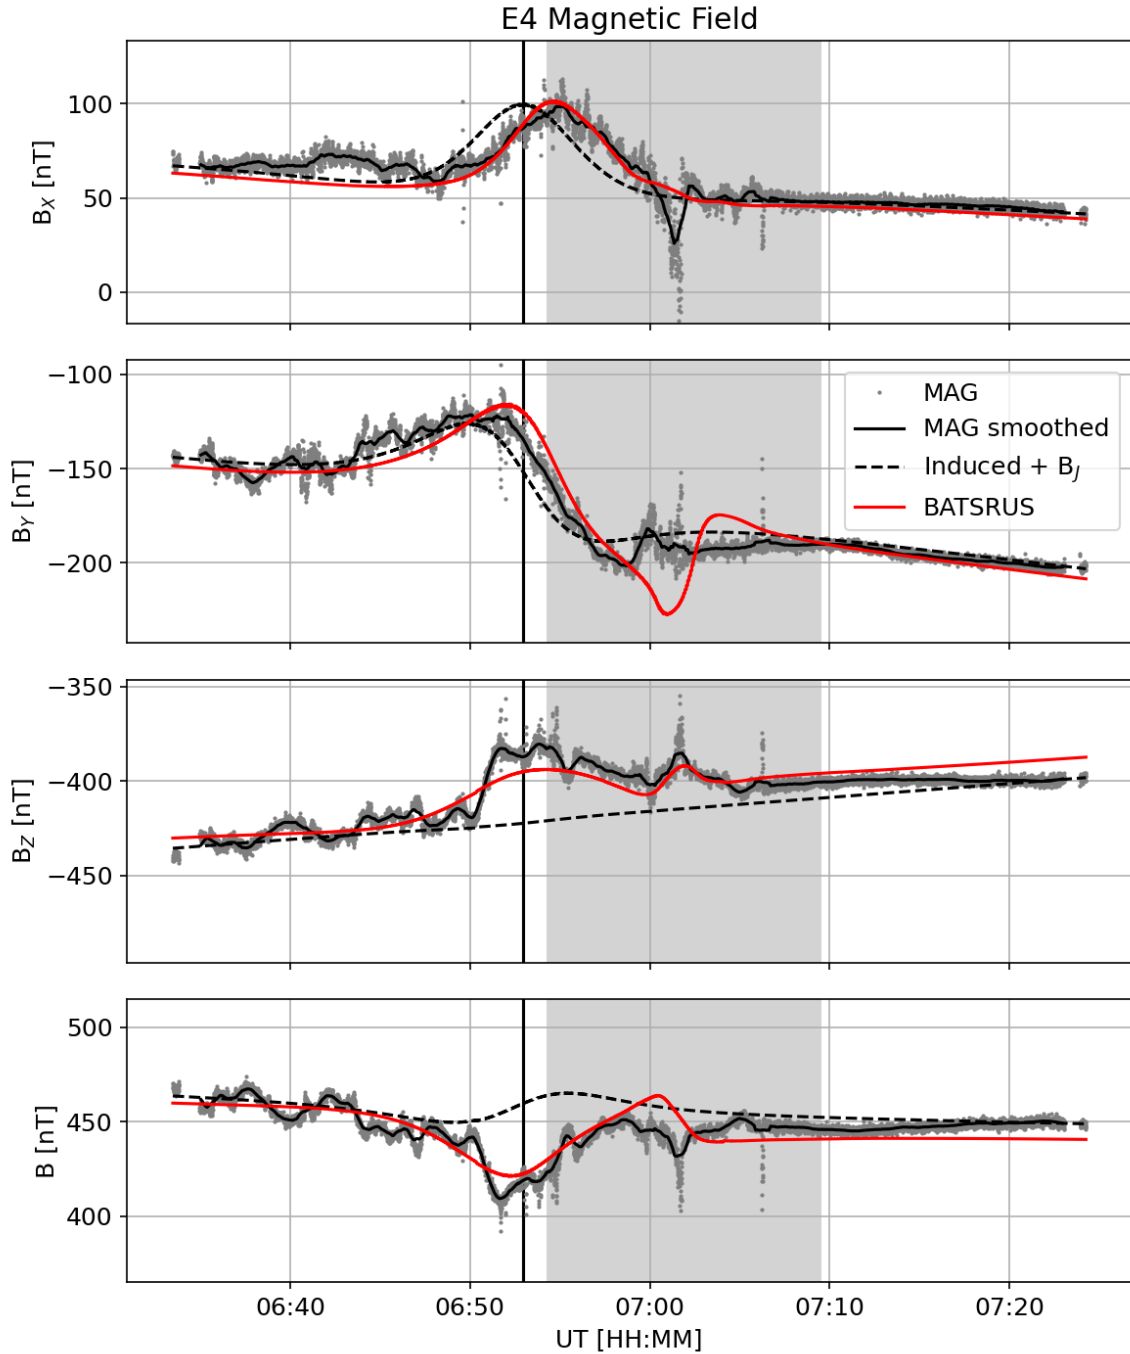 E4 Magnetic Field
B_X [nT]
100
50
0
B_Y [nT]
−100
−150
−200
MAG
MAG smoothed
Induced + B_J
BATSRUS
B_Z [nT]
−350
−400
−450
B [nT]
500
450
400
06:40
06:50
07:00
07:10
07:20
UT [HH:MM]